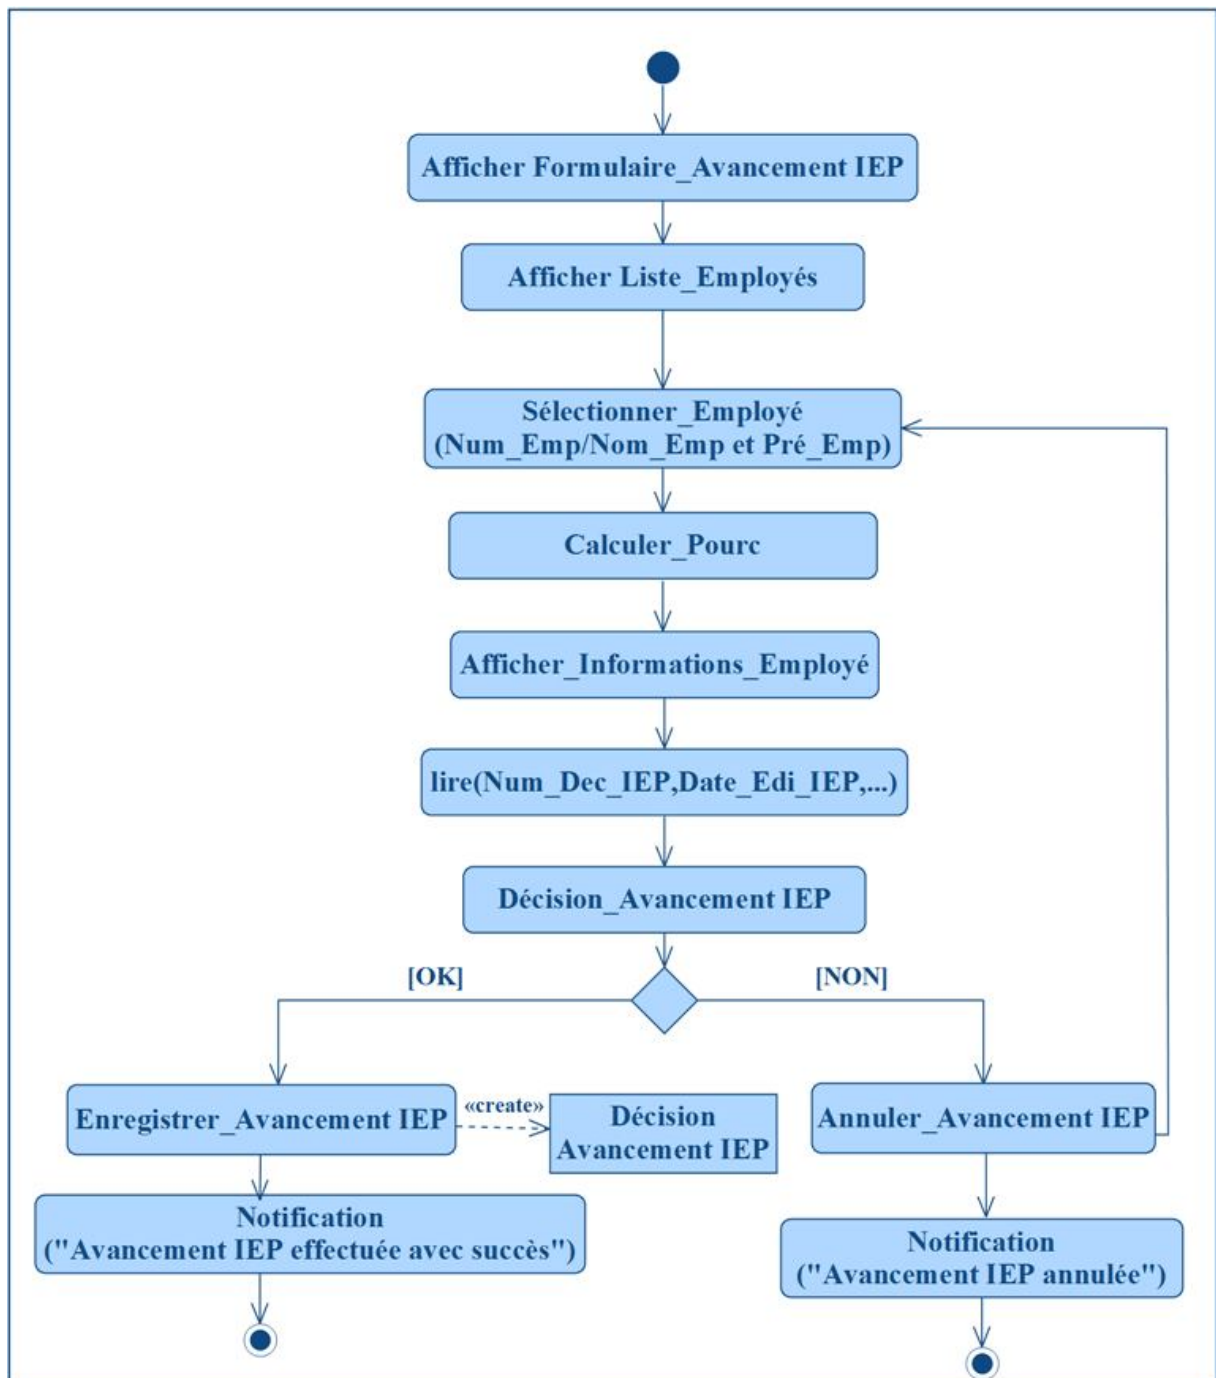 Afficher Formulaire_Avancement IEP
Afficher Liste_Employés
Sélectionner_Employé
(Num_Emp/Nom_Emp et Pré_Emp)
Calculer_Pourc
Afficher_Informations_Employé
lire(Num_Dec_IEP,Date_Edi_IEP,...)
Décision_Avancement IEP
[OK]
[NON]
Enregistrer_Avancement IEP
«create»
Décision
Avancement IEP
Annuler_Avancement IEP
Notification
("Avancement IEP effectuée avec succès")
Notification
("Avancement IEP annulée")